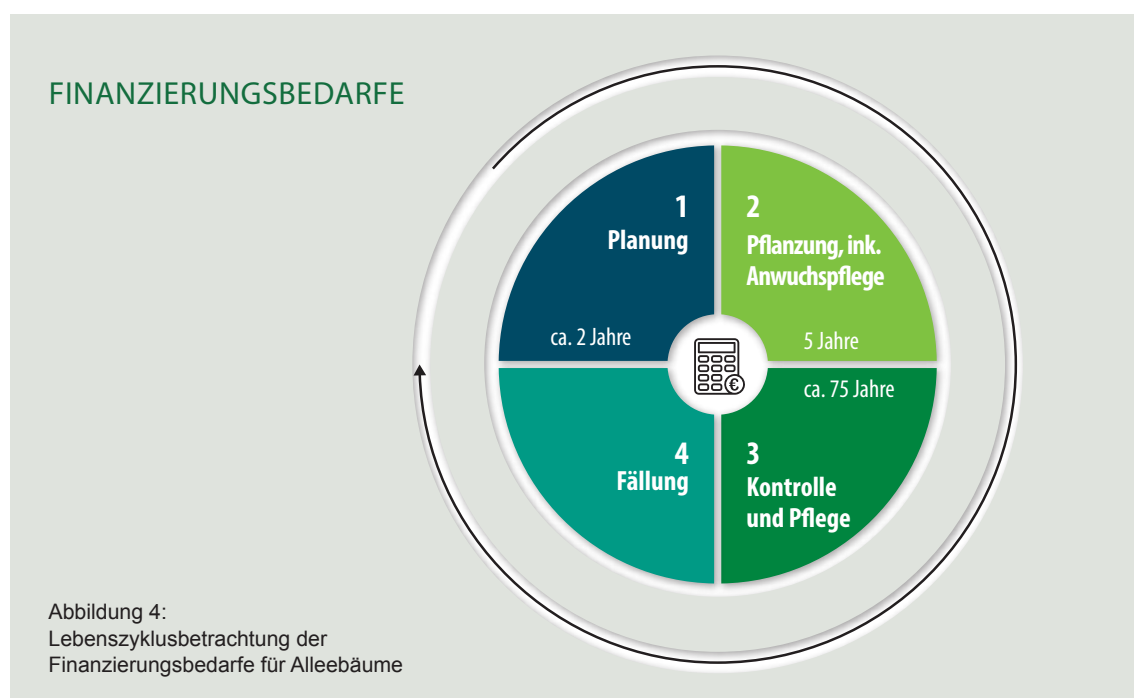 FINANZIERUNGSBEDARFE
1
Planung
ca. 2 Jahre
2
Pflanzung, ink.
Anwuchspflege
5 Jahre
ca. 75 Jahre
3
Kontrolle
und Pflege
4
Fällung
€
Abbildung 4:
Lebenszyklusbetrachtung der
Finanzierungsbedarfe für Alleebäume